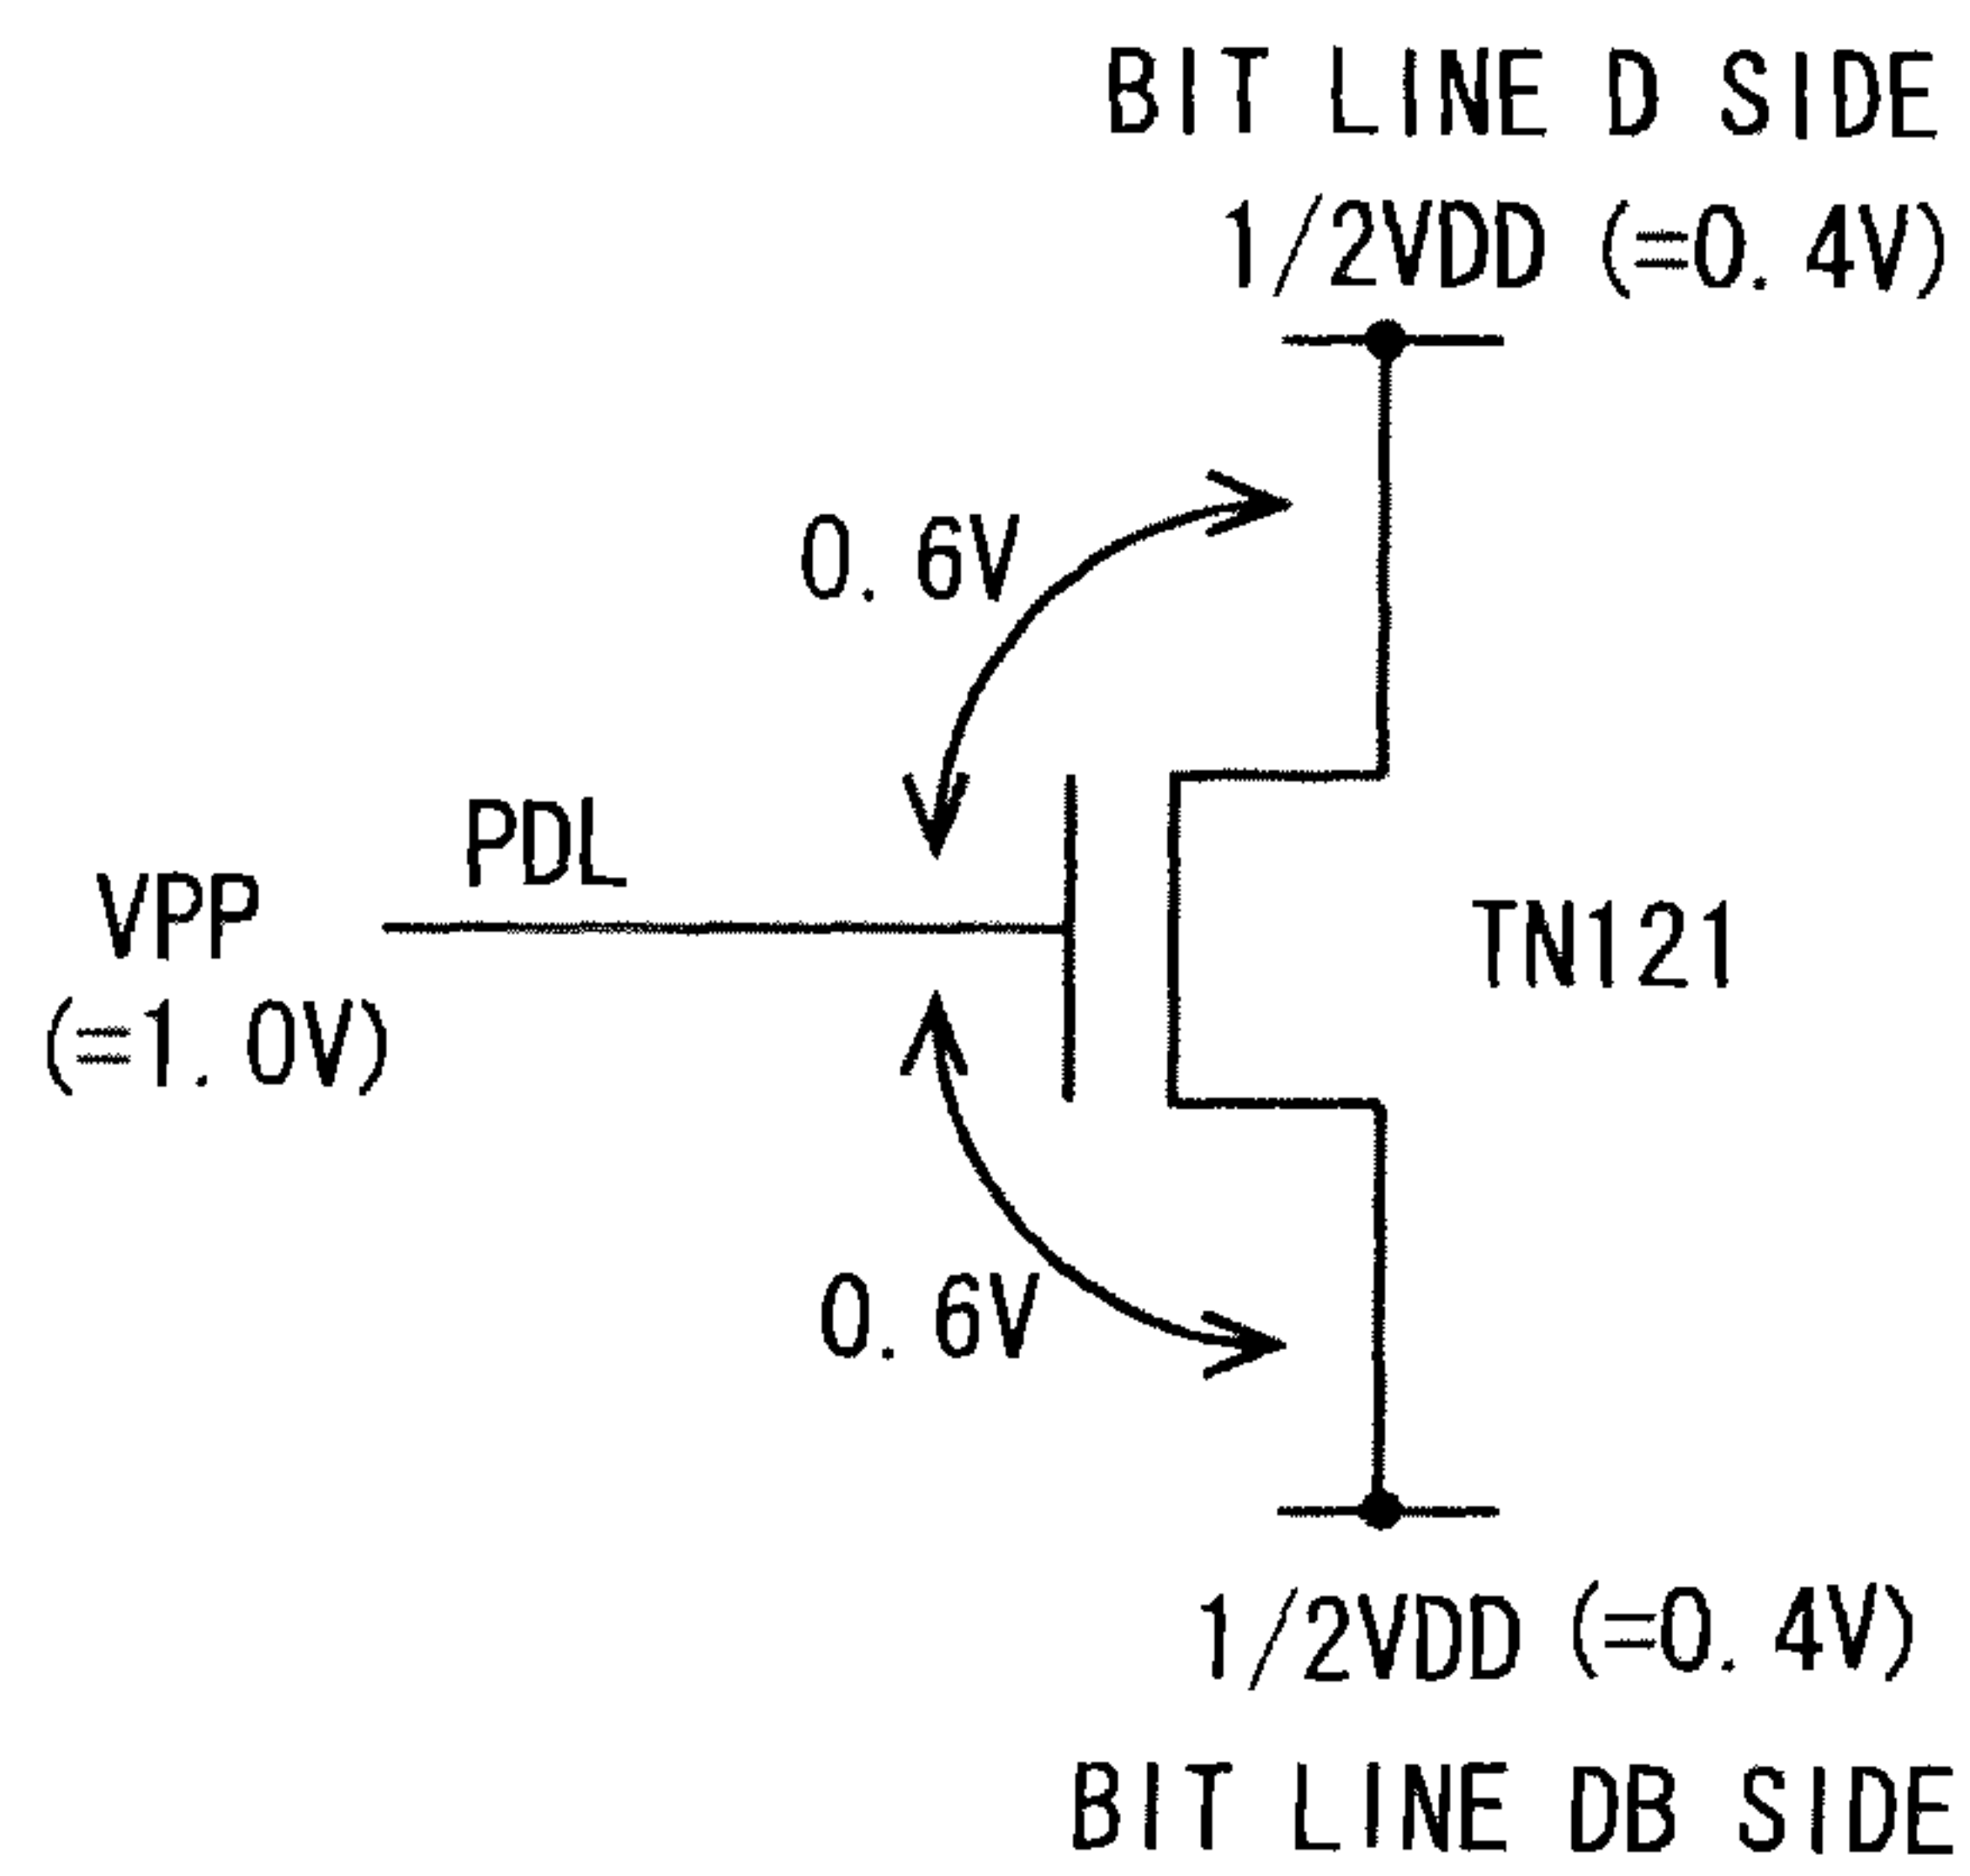 BIT LINE D SIDE
1/2VDD (=0.4V)
0.6V
PDL
VPP
(=1.0V)
TN121
0.6V
1/2VDD (=0.4V)
BIT LINE DB SIDE